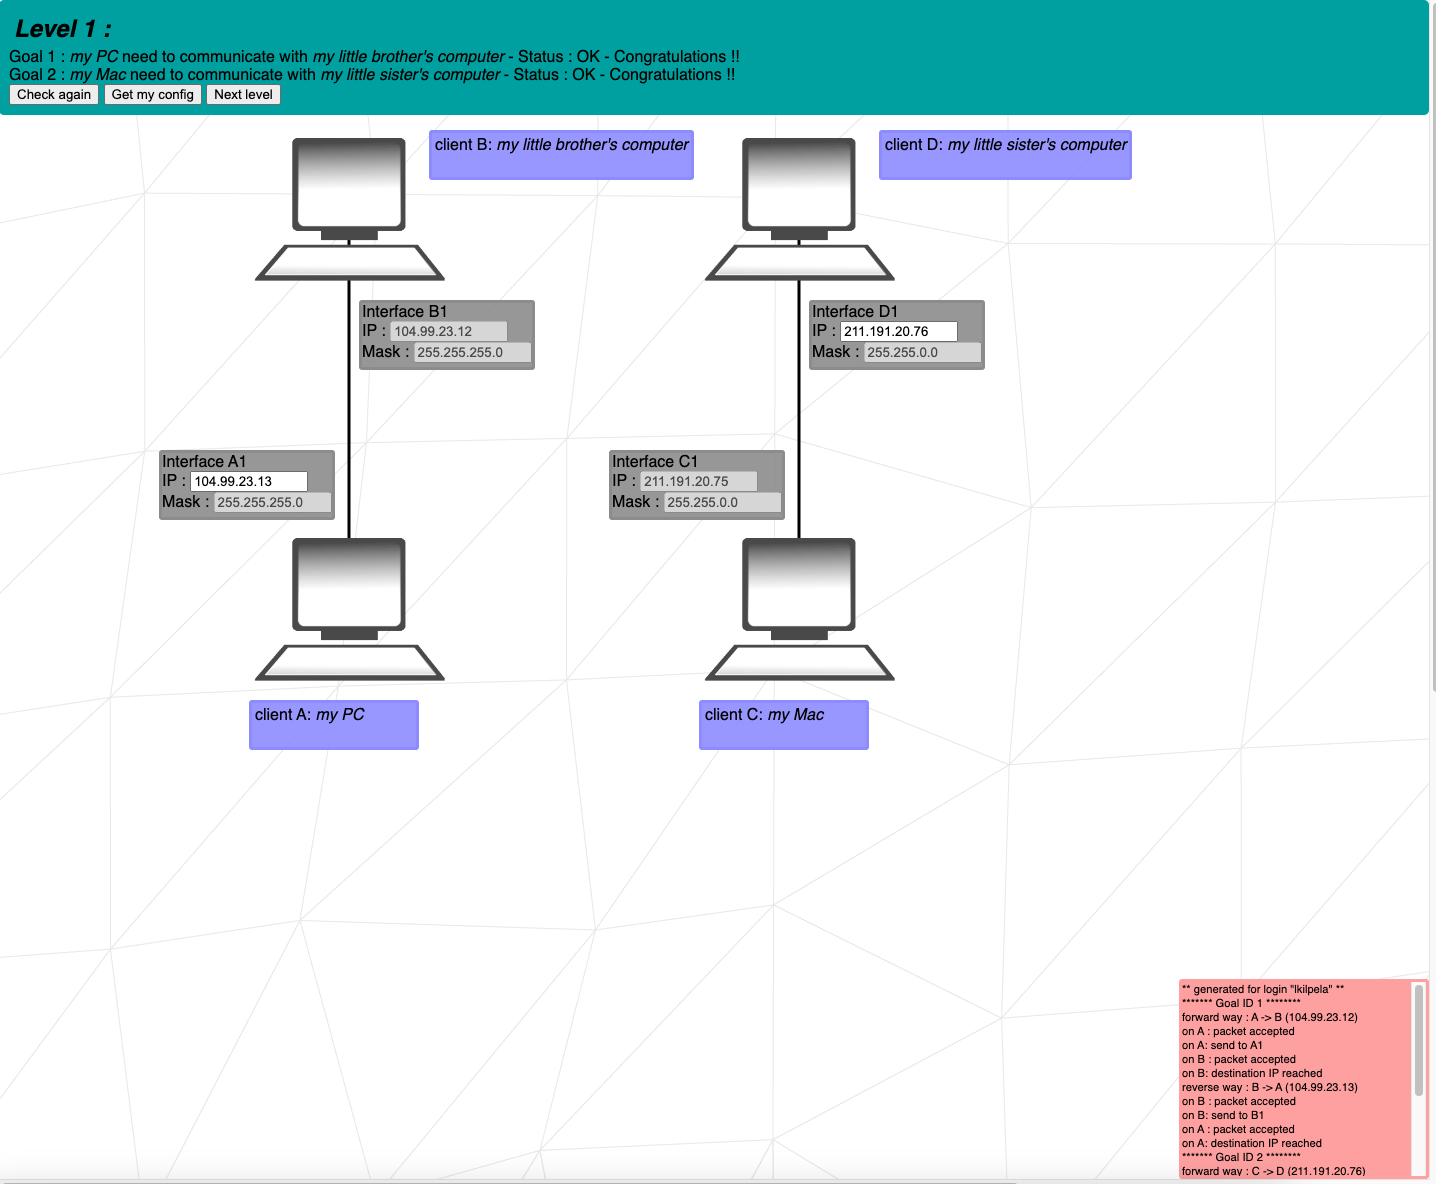 Level 1 :
Goal 1 : my PC need to communicate with my little brother's computer - Status : OK - Congratulations !!
Goal 2 : my Mac need to communicate with my little sister's computer - Status : OK - Congratulations !!
Check again Get my config Next level
client B: my little brother's computer
client D: my little sister's computer
Interface B1
IP : 104.99.23.12
Mask : 255.255.255.0
Interface D1
IP : 211.191.20.76
Mask : 255.255.0.0
Interface A1
IP : 104.99.23.13
Mask : 255.255.255.0
Interface C1
IP : 211.191.20.75
Mask : 255.255.0.0
client A: my PC
client C: my Mac
** generated for login "lkilpela" **
******* Goal ID 1 ********
forward way : A -> B (104.99.23.12)
on A : packet accepted
on A: send to A1
on B : packet accepted
on B: destination IP reached
reverse way : B -> A (104.99.23.13)
on B : packet accepted
on B: send to B1
on A : packet accepted
on A: destination IP reached
******* Goal ID 2 ********
forward way : C -> D (211.191.20.76)